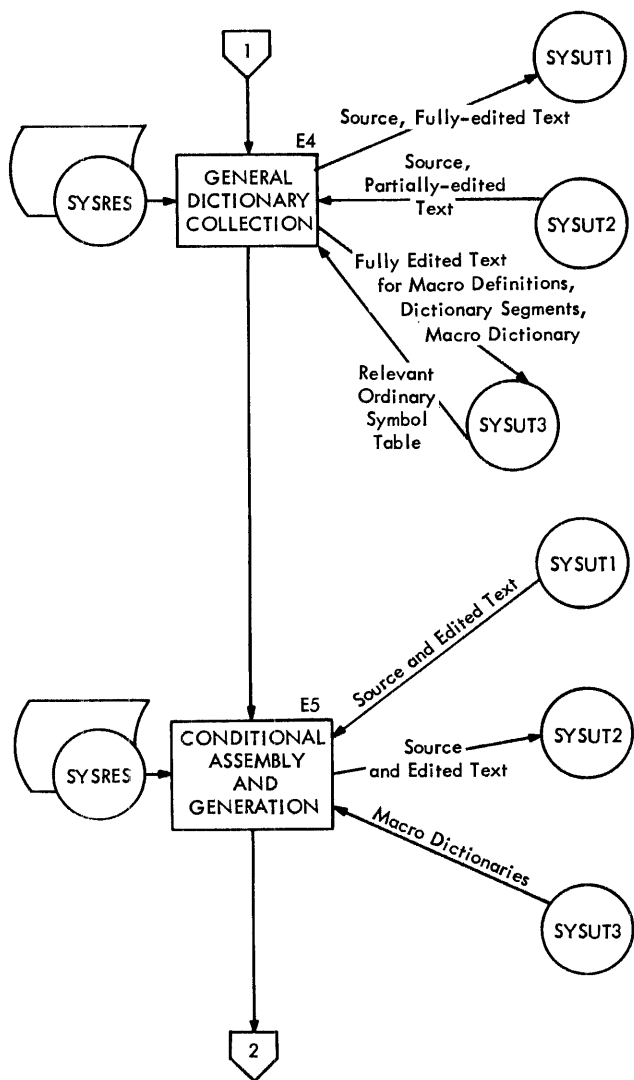 1
SYSUT1
Source, Fully-edited Text
E4
SYSRES
GENERAL
DICTIONARY
COLLECTION
Source,
Partially-edited
Text
SYSUT2
Fully Edited Text
for Macro Definitions,
Dictionary Segments,
Macro Dictionary
Relevant
Ordinary
Symbol
Table
SYSUT3
SYSUT1
Source and Edited Text
E5
SYSRES
CONDITIONAL
ASSEMBLY
AND
GENERATION
Source
and Edited Text
SYSUT2
Macro Dictionaries
SYSUT3
2